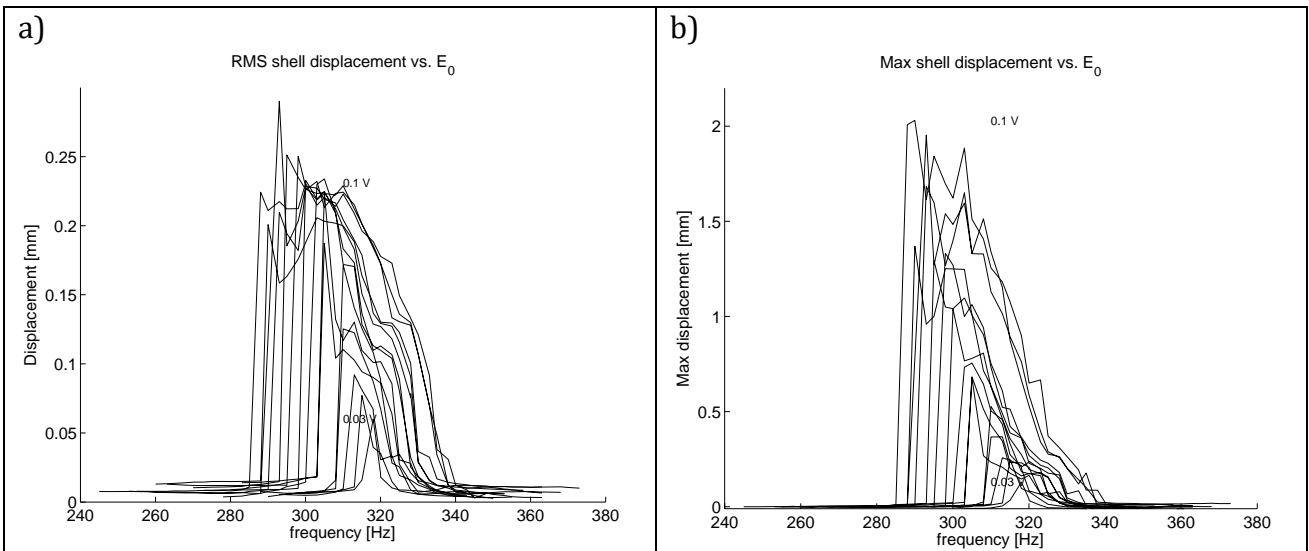 a)
RMS shell displacement vs. E0
Displacement [mm]
0.25
0.2
0.15
0.1
0.05
0
0.1 V
0.03 V
240 260 280 300 320 340 360 380
frequency [Hz]
b)
Max shell displacement vs. E0
Max displacement [mm]
2
1.5
1
0.5
0
0.1 V
0.03 V
240 260 280 300 320 340 360 380
frequency [Hz]